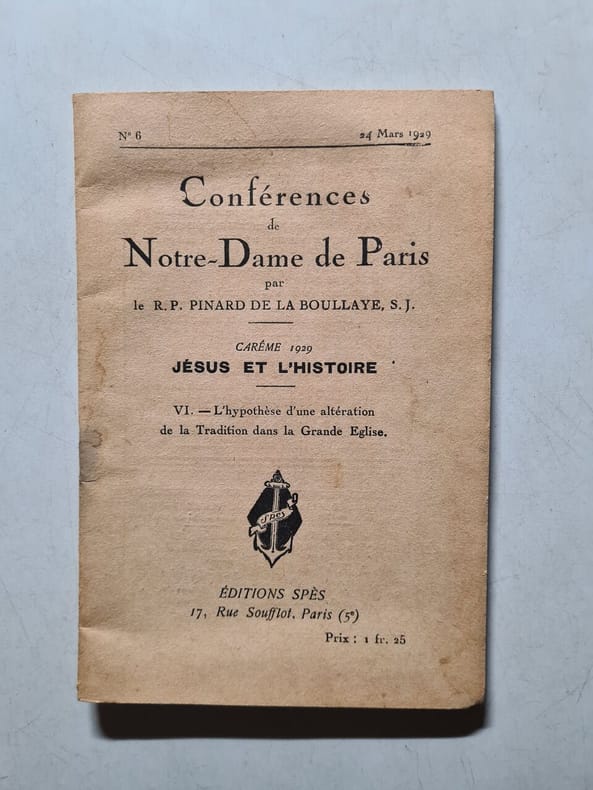 Nº 6
24 Mars 1929
Conférences
de
Notre-Dame de Paris
par
le R. P. PINARD DE LA BOULLAYE, S. J.
CARÊME 1929
JÉSUS ET L'HISTOIRE
VI. — L'hypothèse d'une altération
de la Tradition dans la Grande Eglise.
Spes
ÉDITIONS SPÈS
17, Rue Soufflot, Paris (5ᵉ)
Prix : 1 fr. 25